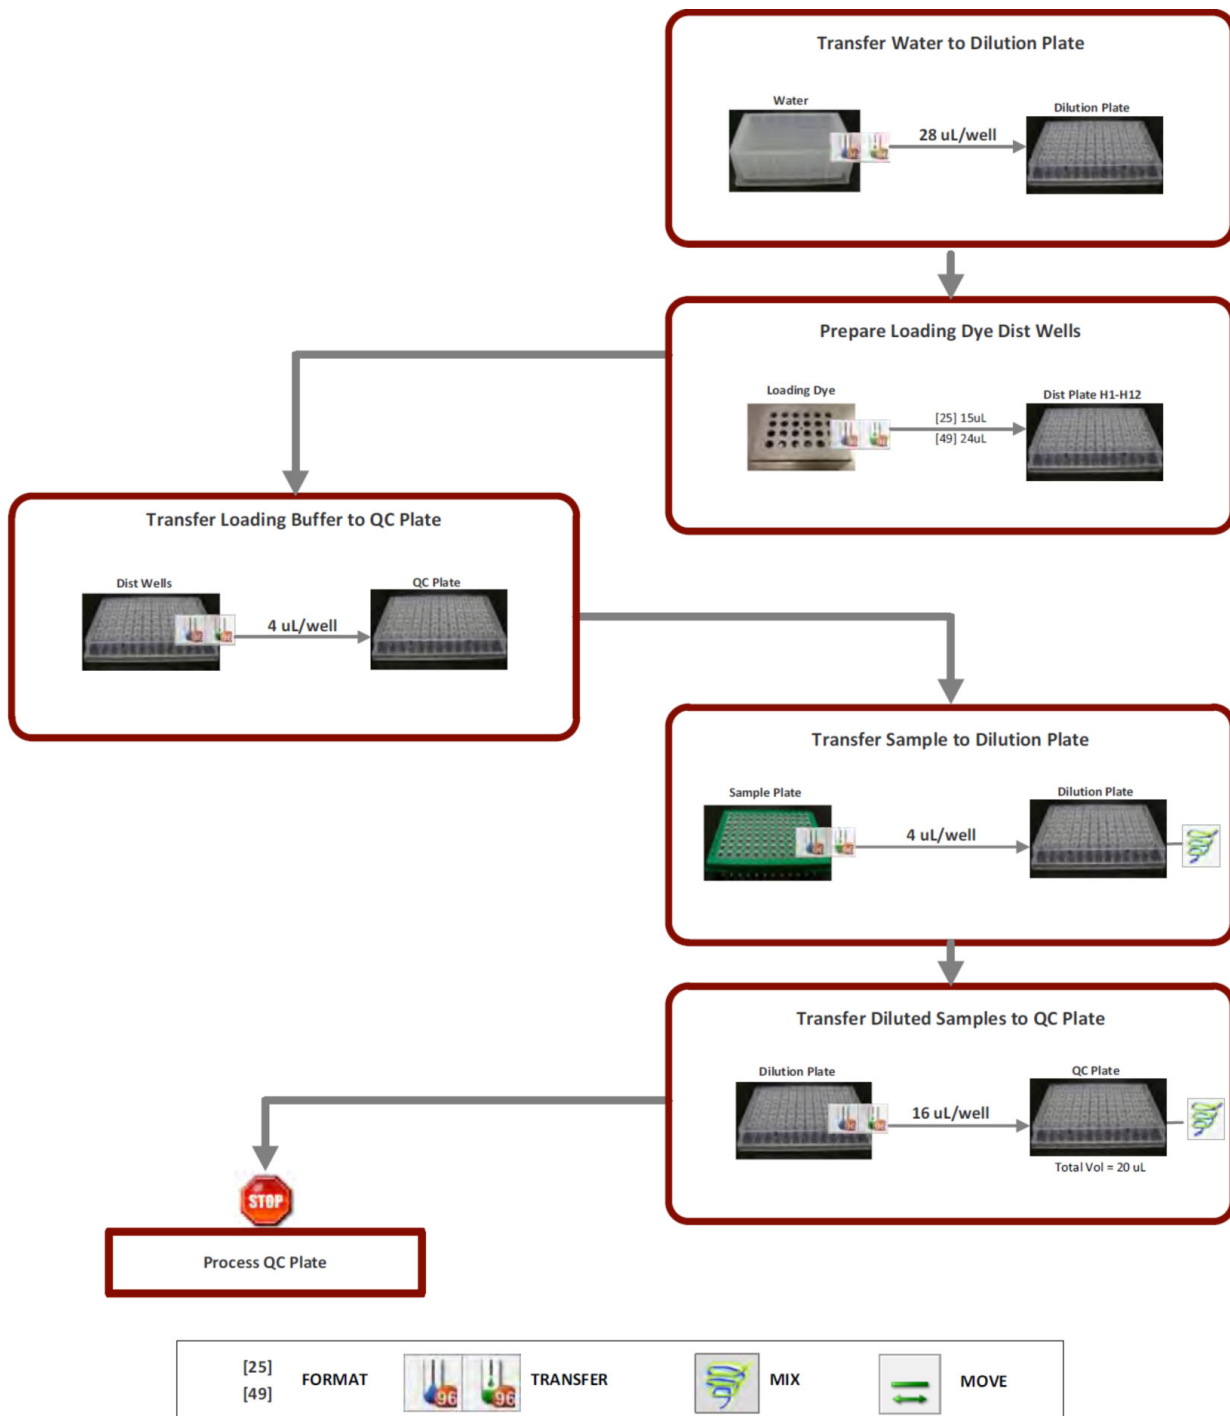 Transfer Water to Dilution Plate
Water
Dilution Plate
28 uL/well
Prepare Loading Dye Dist Wells
Loading Dye
Dist Plate H1-H12
[25] 15uL
[49] 24uL
Transfer Loading Buffer to QC Plate
Dist Wells
QC Plate
4 uL/well
Transfer Sample to Dilution Plate
Sample Plate
Dilution Plate
4 uL/well
Transfer Diluted Samples to QC Plate
Dilution Plate
QC Plate
16 uL/well
Total Vol = 20 uL
STOP
Process QC Plate
[25]
[49]
FORMAT
96
96
TRANSFER
MIX
MOVE